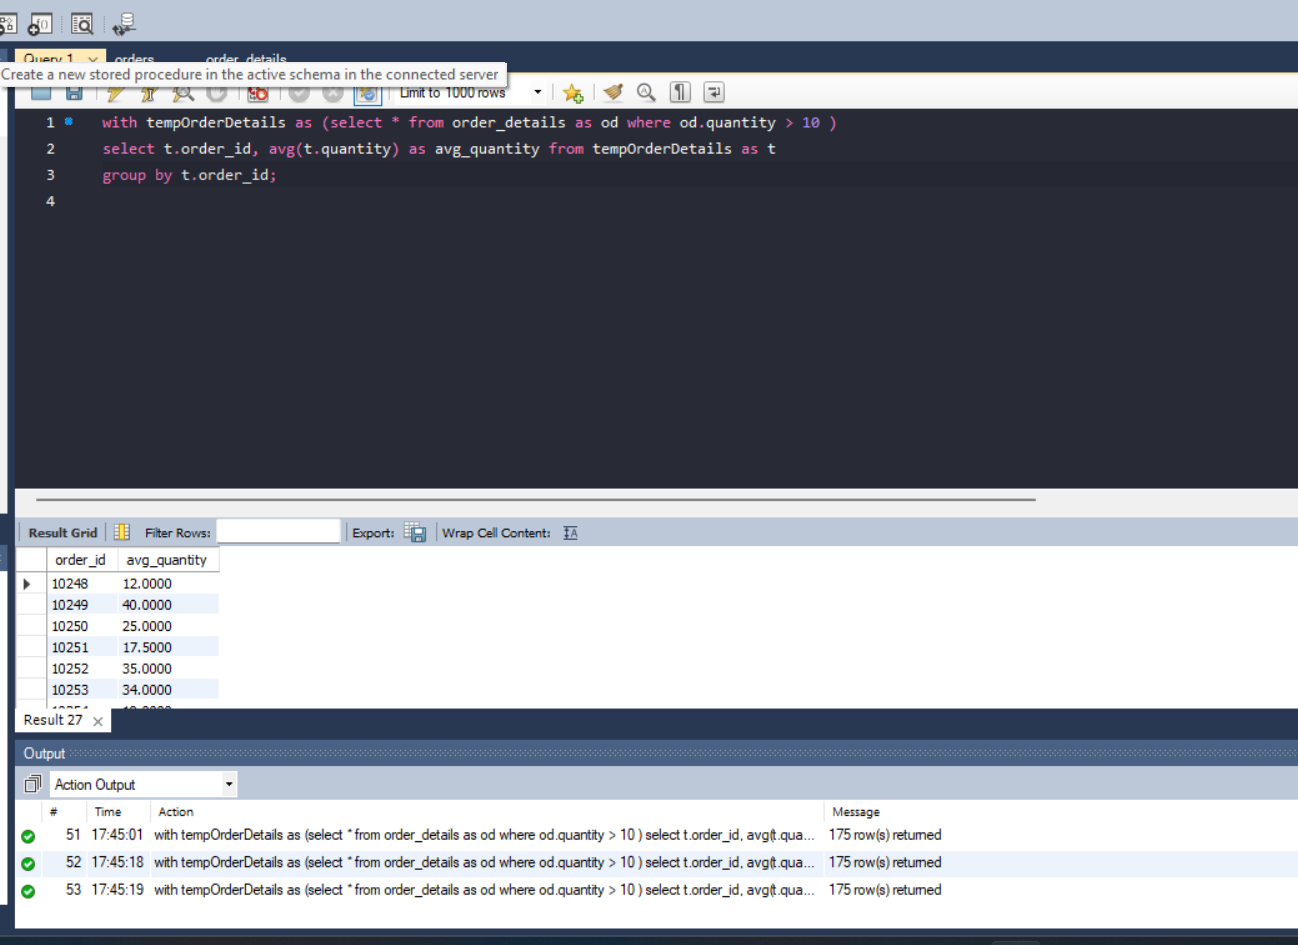 Query 1
orders
order_details
Create a new stored procedure in the active schema in the connected server
Limit to 1000 rows
1 with tempOrderDetails as (select * from order_details as od where od.quantity > 10 )
2 select t.order_id, avg(t.quantity) as avg_quantity from tempOrderDetails as t
3 group by t.order_id;
4
Result Grid Filter Rows: Export: Wrap Cell Content:
order_id avg_quantity
10248 12.0000
10249 40.0000
10250 25.0000
10251 17.5000
10252 35.0000
10253 34.0000
Result 27
Output
Action Output
# Time Action Message
51 17:45:01 with tempOrderDetails as (select * from order_details as od where od.quantity > 10 ) select t.order_id, avg(t.qua... 175 row(s) returned
52 17:45:18 with tempOrderDetails as (select * from order_details as od where od.quantity > 10 ) select t.order_id, avg(t.qua... 175 row(s) returned
53 17:45:19 with tempOrderDetails as (select * from order_details as od where od.quantity > 10 ) select t.order_id, avg(t.qua... 175 row(s) returned